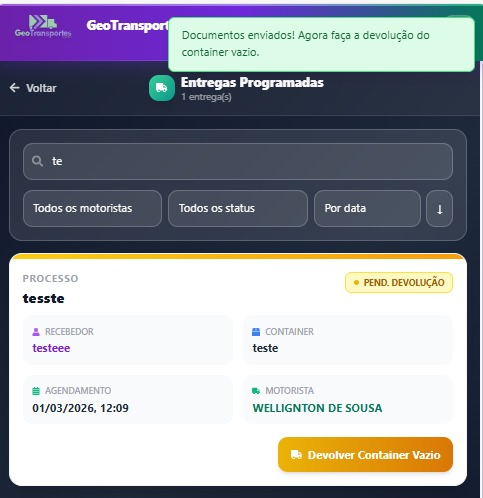 GeoTransportes
GeoTransport
Documentos enviados! Agora faça a devolução do
container vazio.
Voltar
Entregas Programadas
1 entrega(s)
te
Todos os motoristas
Todos os status
Por data
↓
PROCESSO
tesste
PEND. DEVOLUÇÃO
RECEBEDOR
testeee
CONTAINER
teste
AGENDAMENTO
01/03/2026, 12:09
MOTORISTA
WELLIGNTON DE SOUSA
Devolver Container Vazio